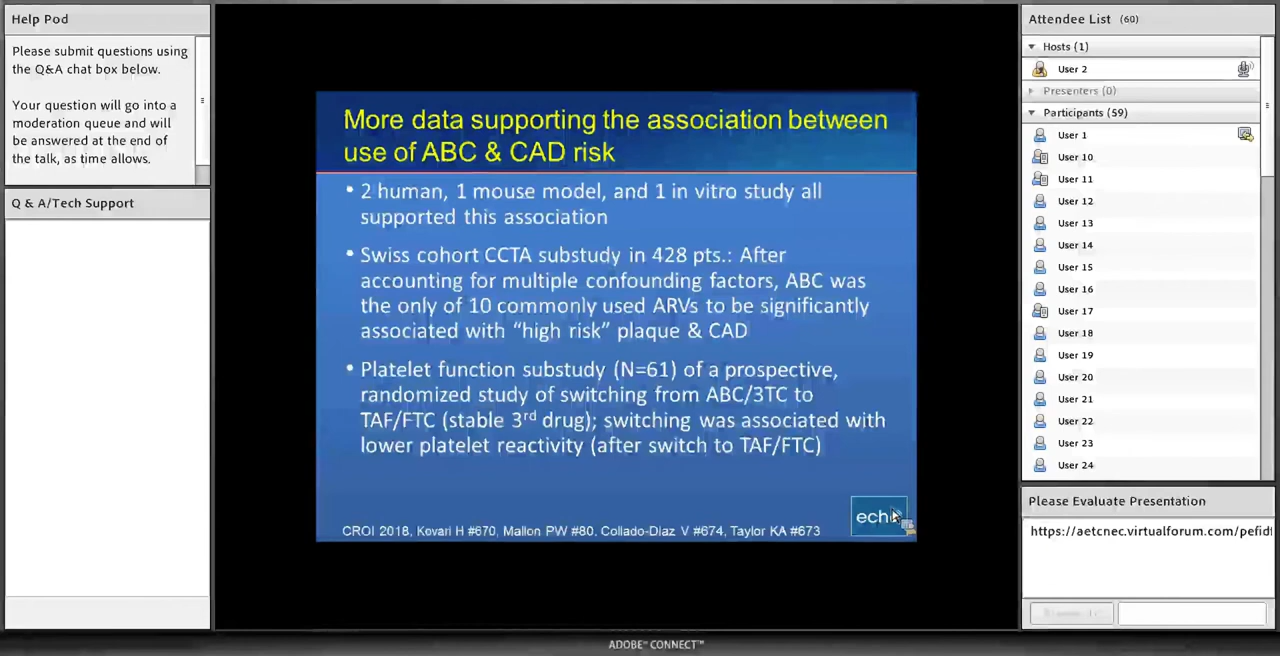 Help Pod
Please submit questions using
the Q&A chat box below.
Your question will go into a
moderation queue and will
be answered at the end of
the talk, as time allows.
Q & A/Tech Support
More data supporting the association between
use of ABC & CAD risk
• 2 human, 1 mouse model, and 1 in vitro study all
supported this association
• Swiss cohort CCTA substudy in 428 pts.: After
accounting for multiple confounding factors, ABC was
the only of 10 commonly used ARVs to be significantly
associated with “high risk” plaque & CAD
• Platelet function substudy (N=61) of a prospective,
randomized study of switching from ABC/3TC to
TAF/FTC (stable 3rd drug); switching was associated with
lower platelet reactivity (after switch to TAF/FTC)
CROI 2018, Kovari H #670, Mallon PW #80, Collado-Diaz V #674, Taylor KA #673
Attendee List (60)
Hosts (1)
User 2
Presenters (0)
Participants (59)
User 1
User 10
User 11
User 12
User 13
User 14
User 15
User 16
User 17
User 18
User 19
User 20
User 21
User 22
User 23
User 24
Please Evaluate Presentation
https://aetcnec.virtualforum.com/pefidf
ADOBE™ CONNECT™